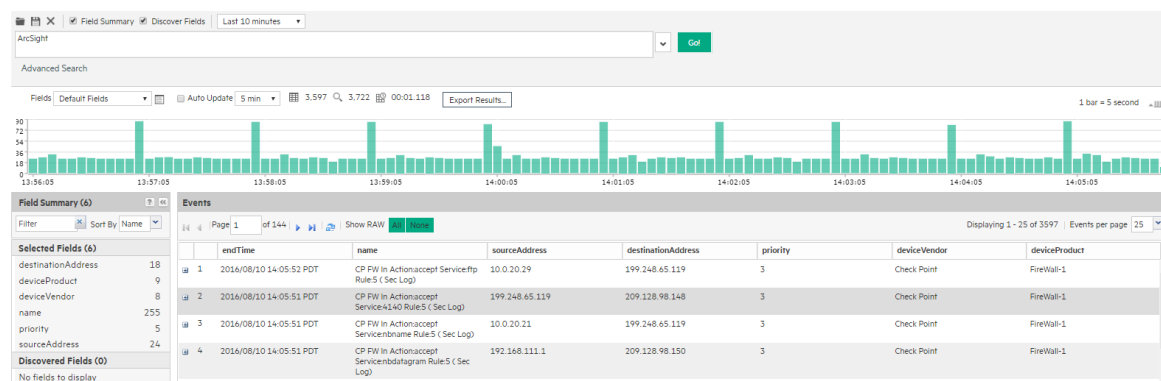 Field Summary Discover Fields Last 10 minutes
ArcSight
Go!
Advanced Search
Fields Default Fields Auto Update 5 min 3,597 3,722 00:01.118 Export Results...
1 bar = 5 second
90
72
54
36
18
0
13:56:05 13:57:05 13:58:05 13:59:05 14:00:05 14:01:05 14:02:05 14:03:05 14:04:05 14:05:05
Field Summary (6) ? «
Filter Sort By Name
Selected Fields (6)
destinationAddress 18
deviceProduct 9
deviceVendor 8
name 255
priority 5
sourceAddress 24
Discovered Fields (0)
No fields to display
Events
Page 1 of 144 Show RAW All None Displaying 1 - 25 of 3597 Events per page 25
endTime name sourceAddress destinationAddress priority deviceVendor deviceProduct
1 2016/08/10 14:05:52 PDT CP FW In Action:accept Service:ftp 10.0.20.29 199.248.65.119 3 Check Point FireWall-1
Rule:5 ( Sec Log)
2 2016/08/10 14:05:51 PDT CP FW In Action:accept 199.248.65.119 209.128.98.148 3 Check Point FireWall-1
Service:4140 Rule:5 ( Sec Log)
3 2016/08/10 14:05:51 PDT CP FW In Action:accept 10.0.20.21 199.248.65.119 3 Check Point FireWall-1
Service:nbname Rule:5 ( Sec Log)
4 2016/08/10 14:05:51 PDT CP FW In Action:accept 192.168.111.1 209.128.98.150 3 Check Point FireWall-1
Service:nbdatagram Rule:5 ( Sec
Log)